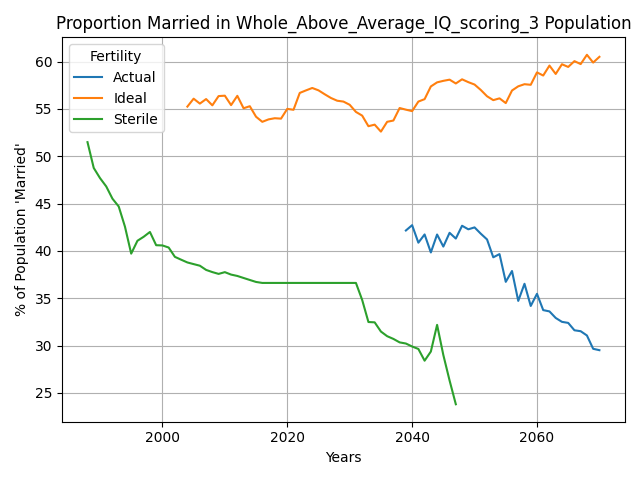 Proportion Married in Whole_Above_Average_IQ_scoring_3 Population
% of Population 'Married'
60
55
50
45
40
35
30
25
Fertility
Actual
Ideal
Sterile
2000
2020
2040
2060
Years